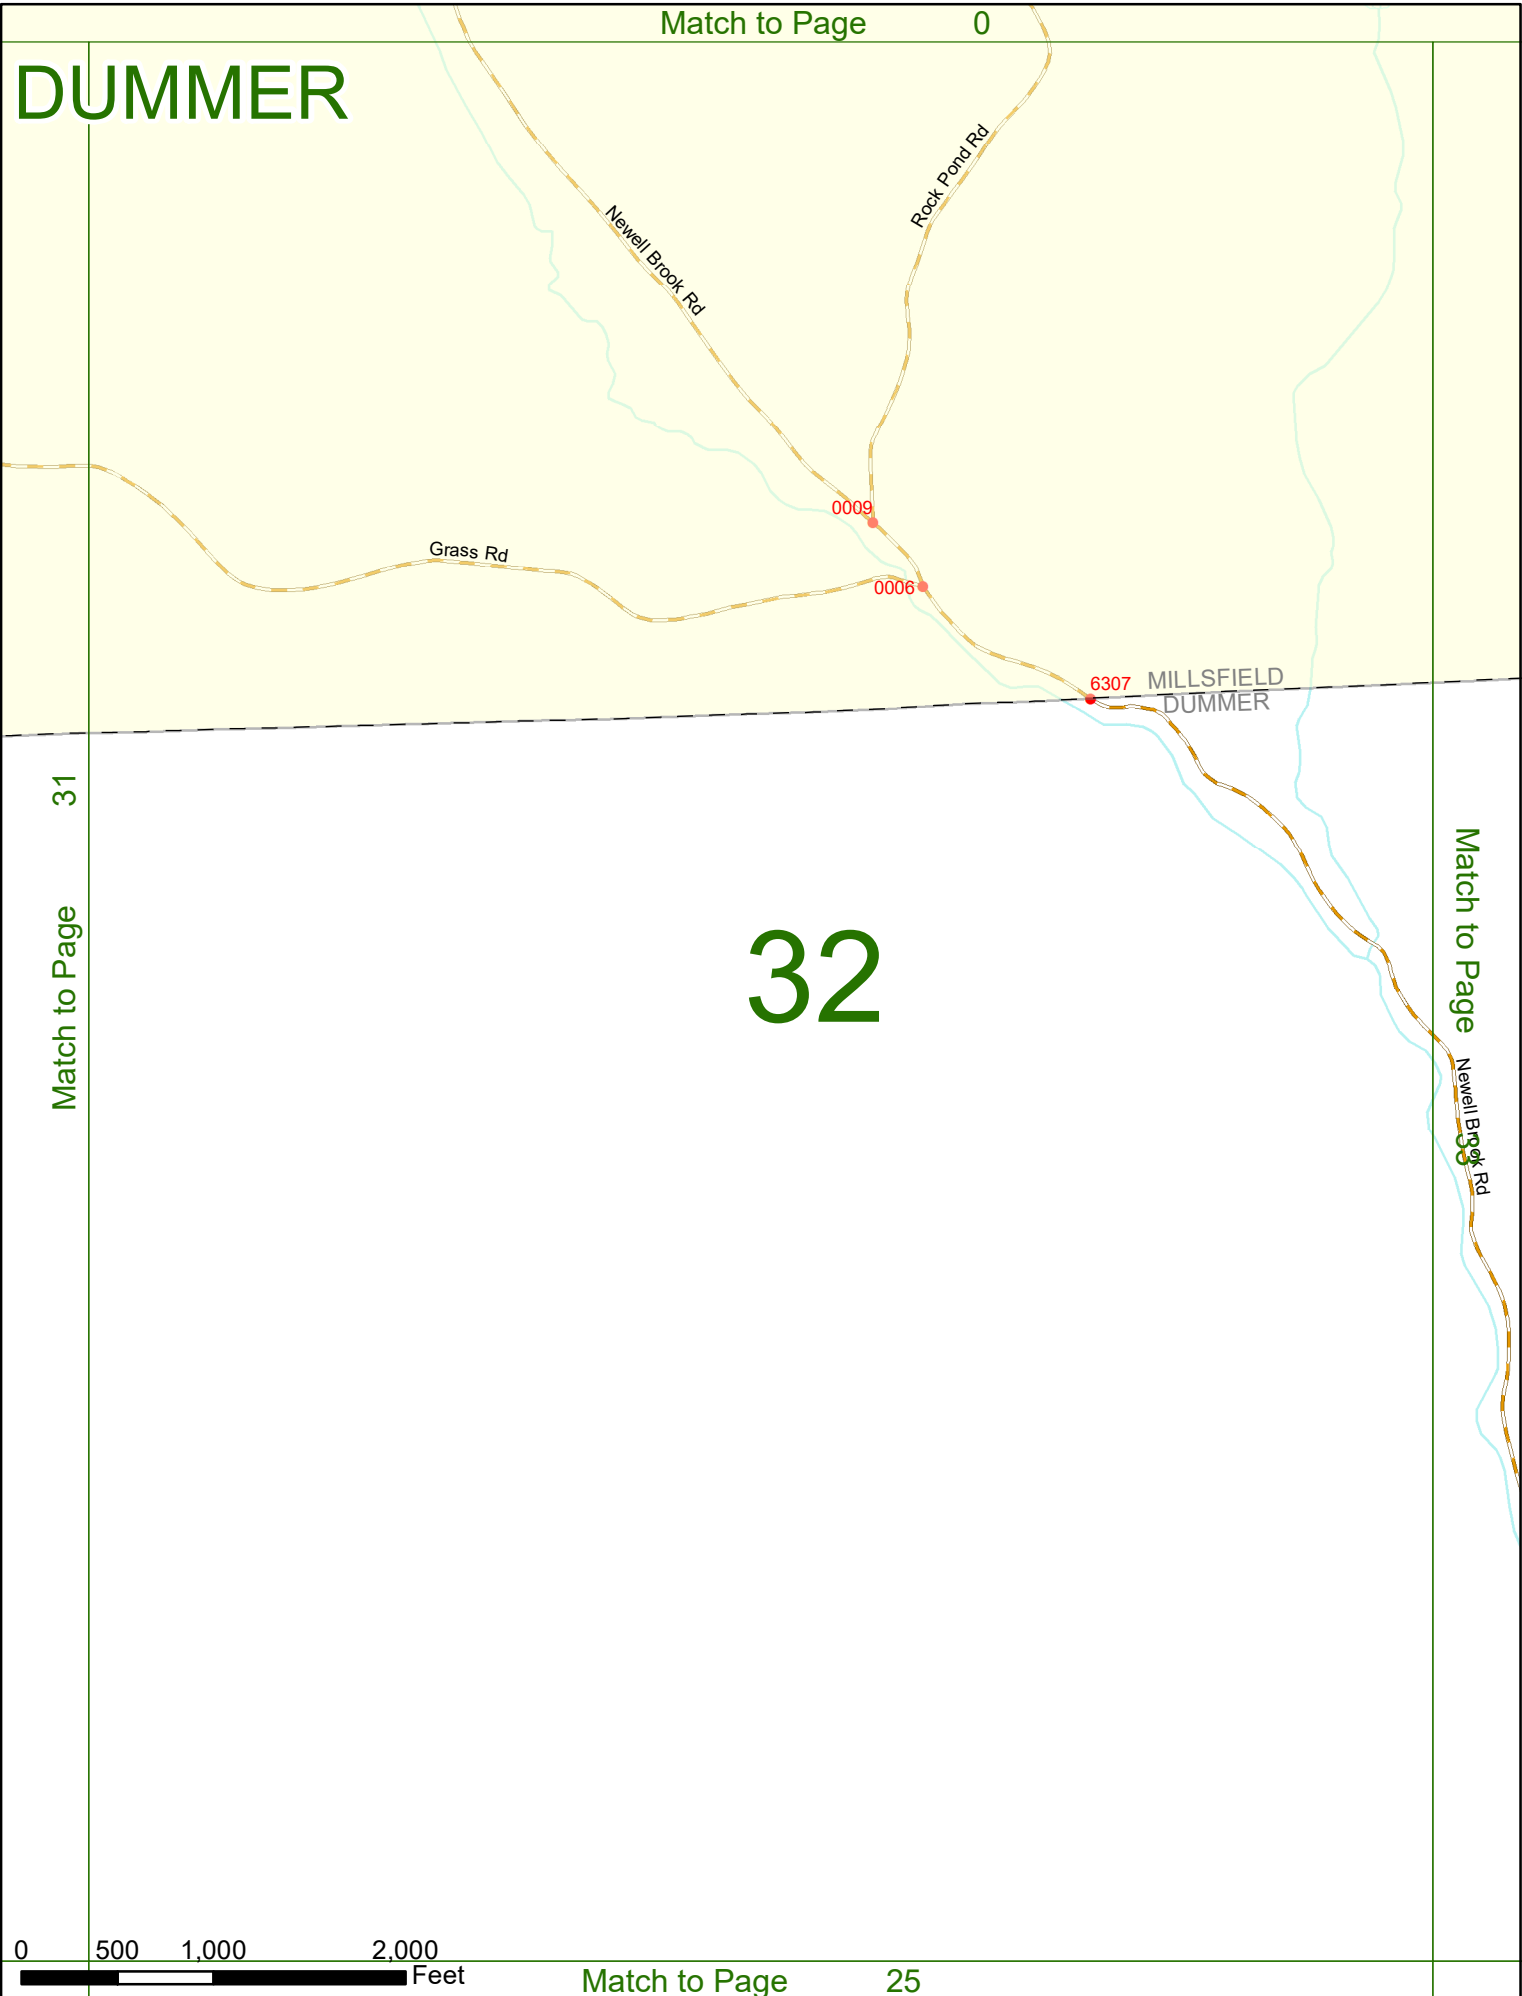 Match to Page 0
DUMMER
Rock Pond Rd
Newell Brook Rd
0009
Grass Rd
0006
6307
MILLSFIELD
DUMMER
Match to Page 31
32
Match to Page 33
Newell Brook Rd
0 500 1,000 2,000
Feet
Match to Page 25